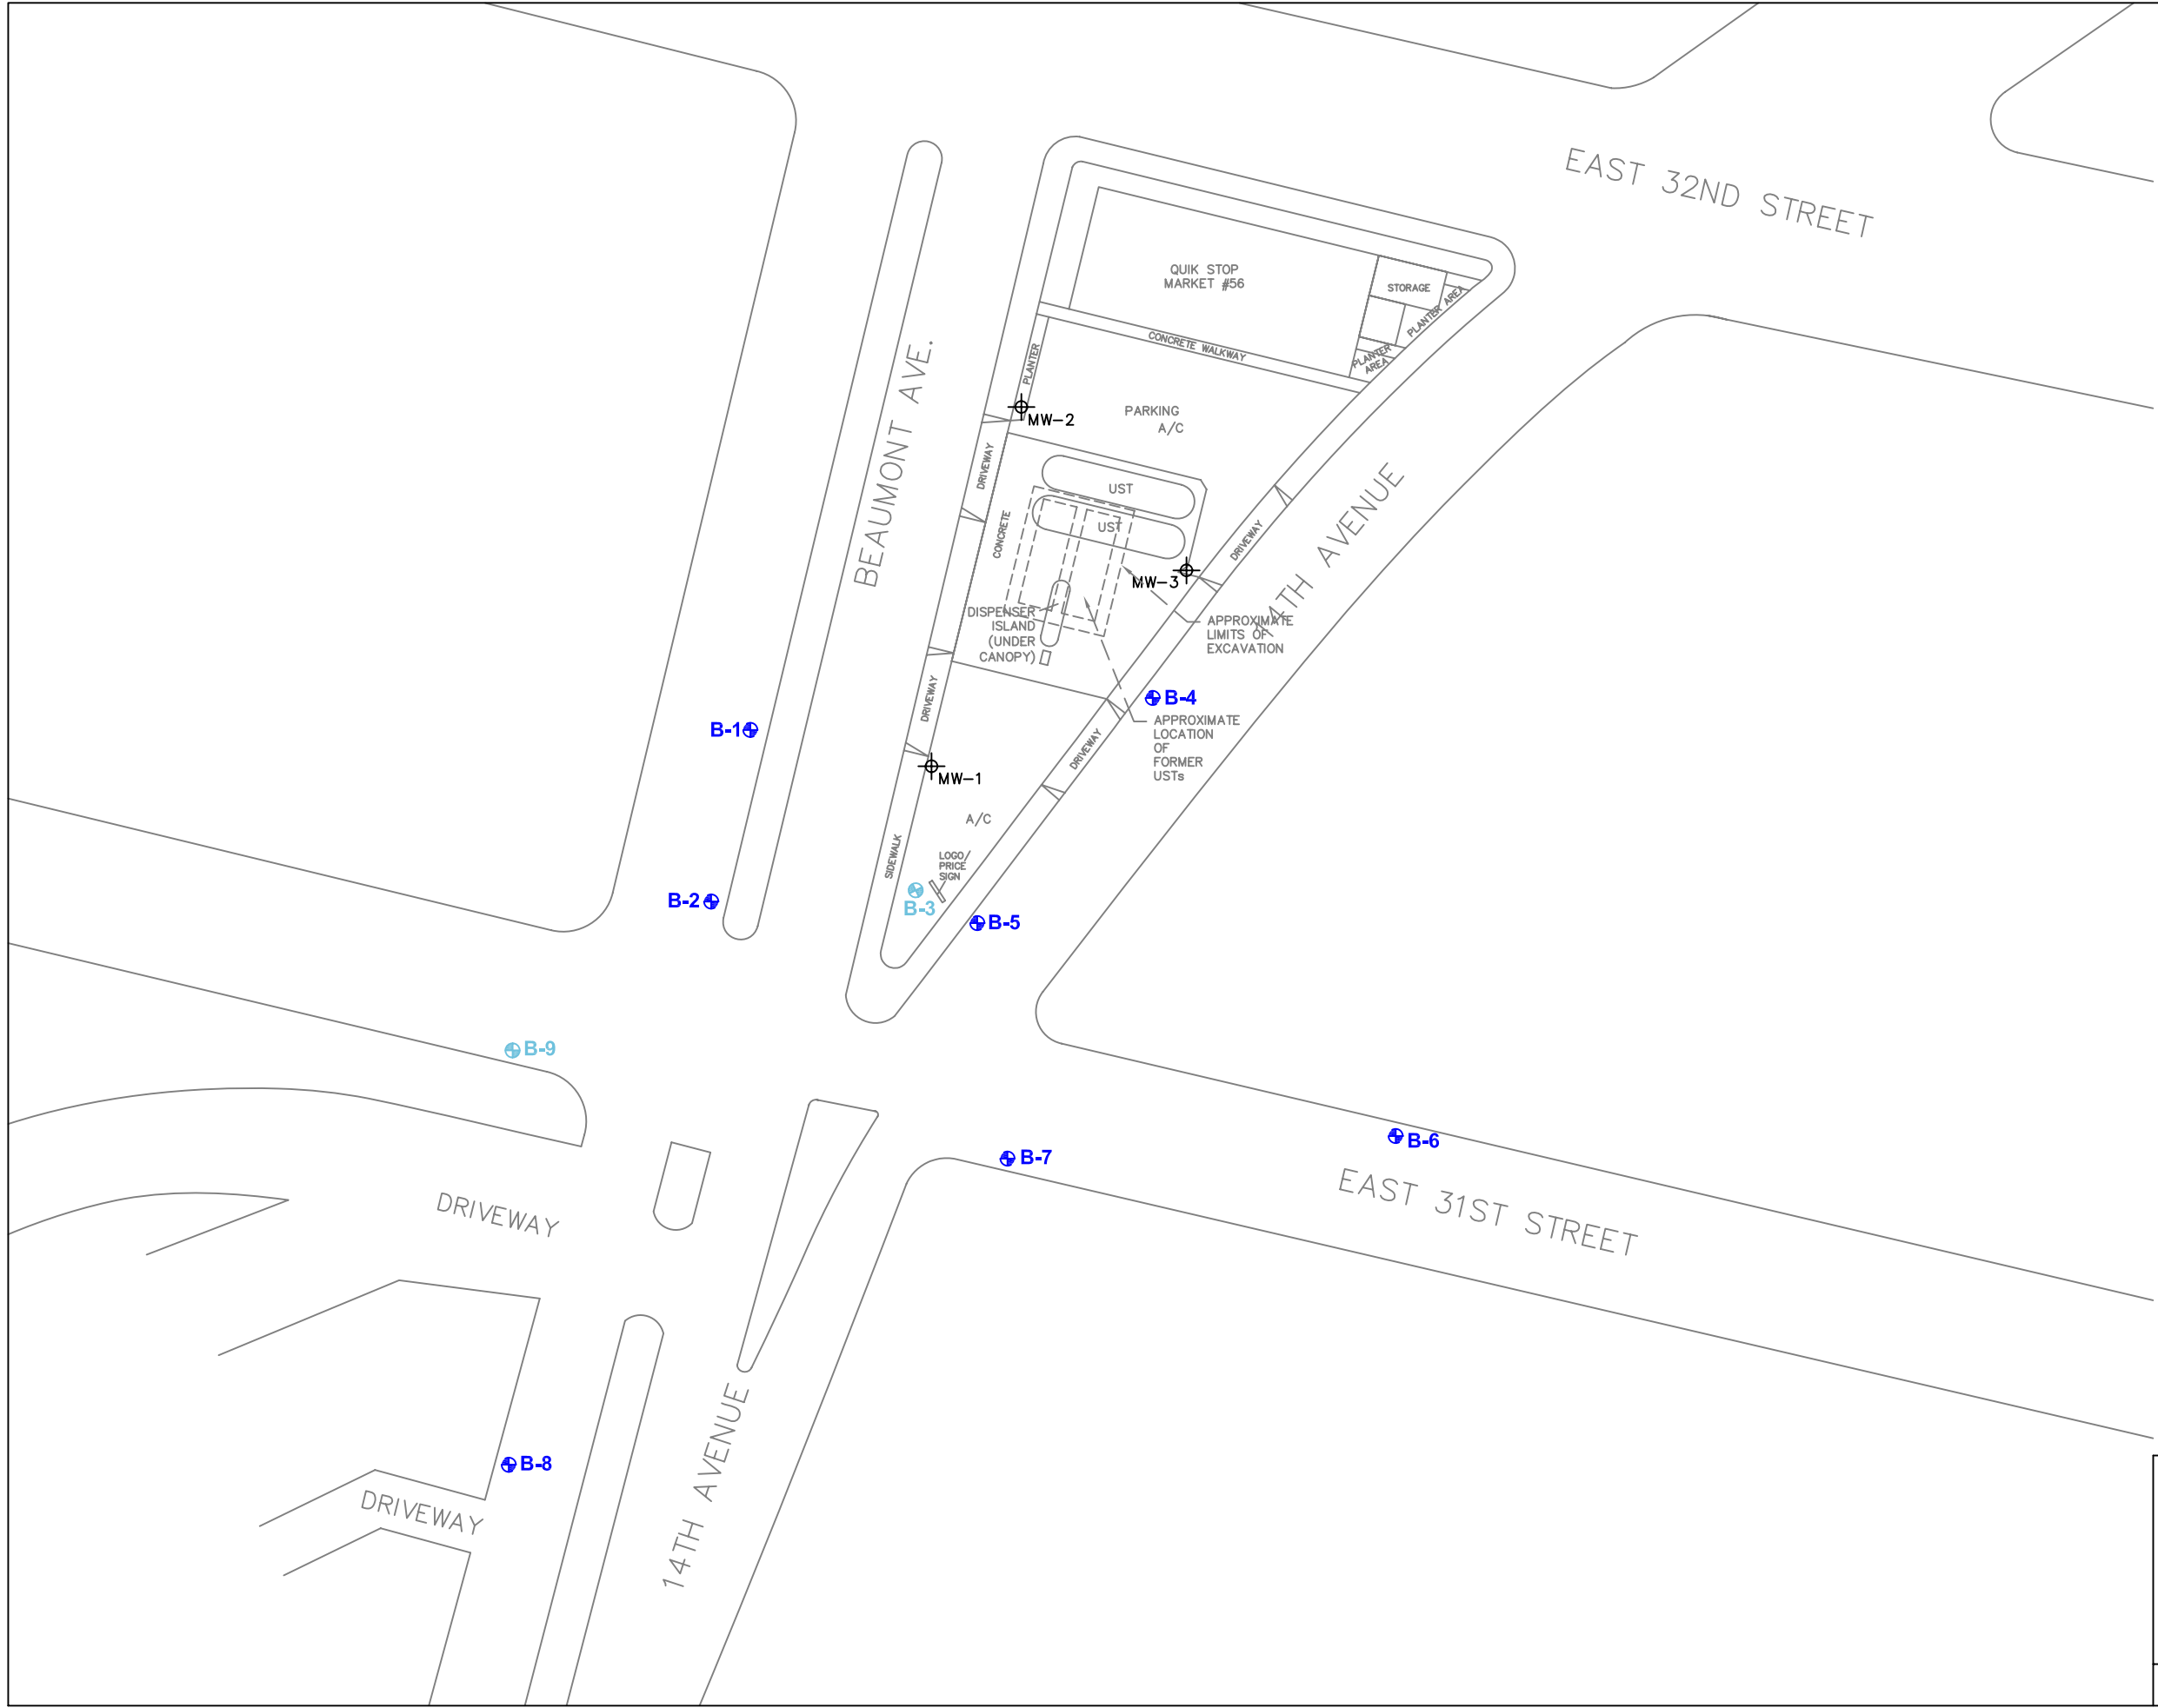 EAST 32ND STREET
QUIK STOP
MARKET #56
STORAGE
PLANTER AREA
CONCRETE WALKWAY
PLANTER
AREA
PLANTER
BEAUMONT AVE.
MW-2
PARKING
A/C
DRIVEWAY
UST
UST
CONCRETE
DRIVEWAY
14TH AVENUE
MW-3
DISPENSER
ISLAND
(UNDER
CANOPY)
APPROXIMATE
LIMITS OF
EXCAVATION
B-4
DRIVEWAY
APPROXIMATE
LOCATION
OF
FORMER
USTs
DRIVEWAY
B-1
MW-1
A/C
SIDEWALK
LOGO/
PRICE
SIGN
B-2
B-3
B-5
B-9
B-6
B-7
EAST 31ST STREET
DRIVEWAY
14TH AVENUE
B-8
DRIVEWAY